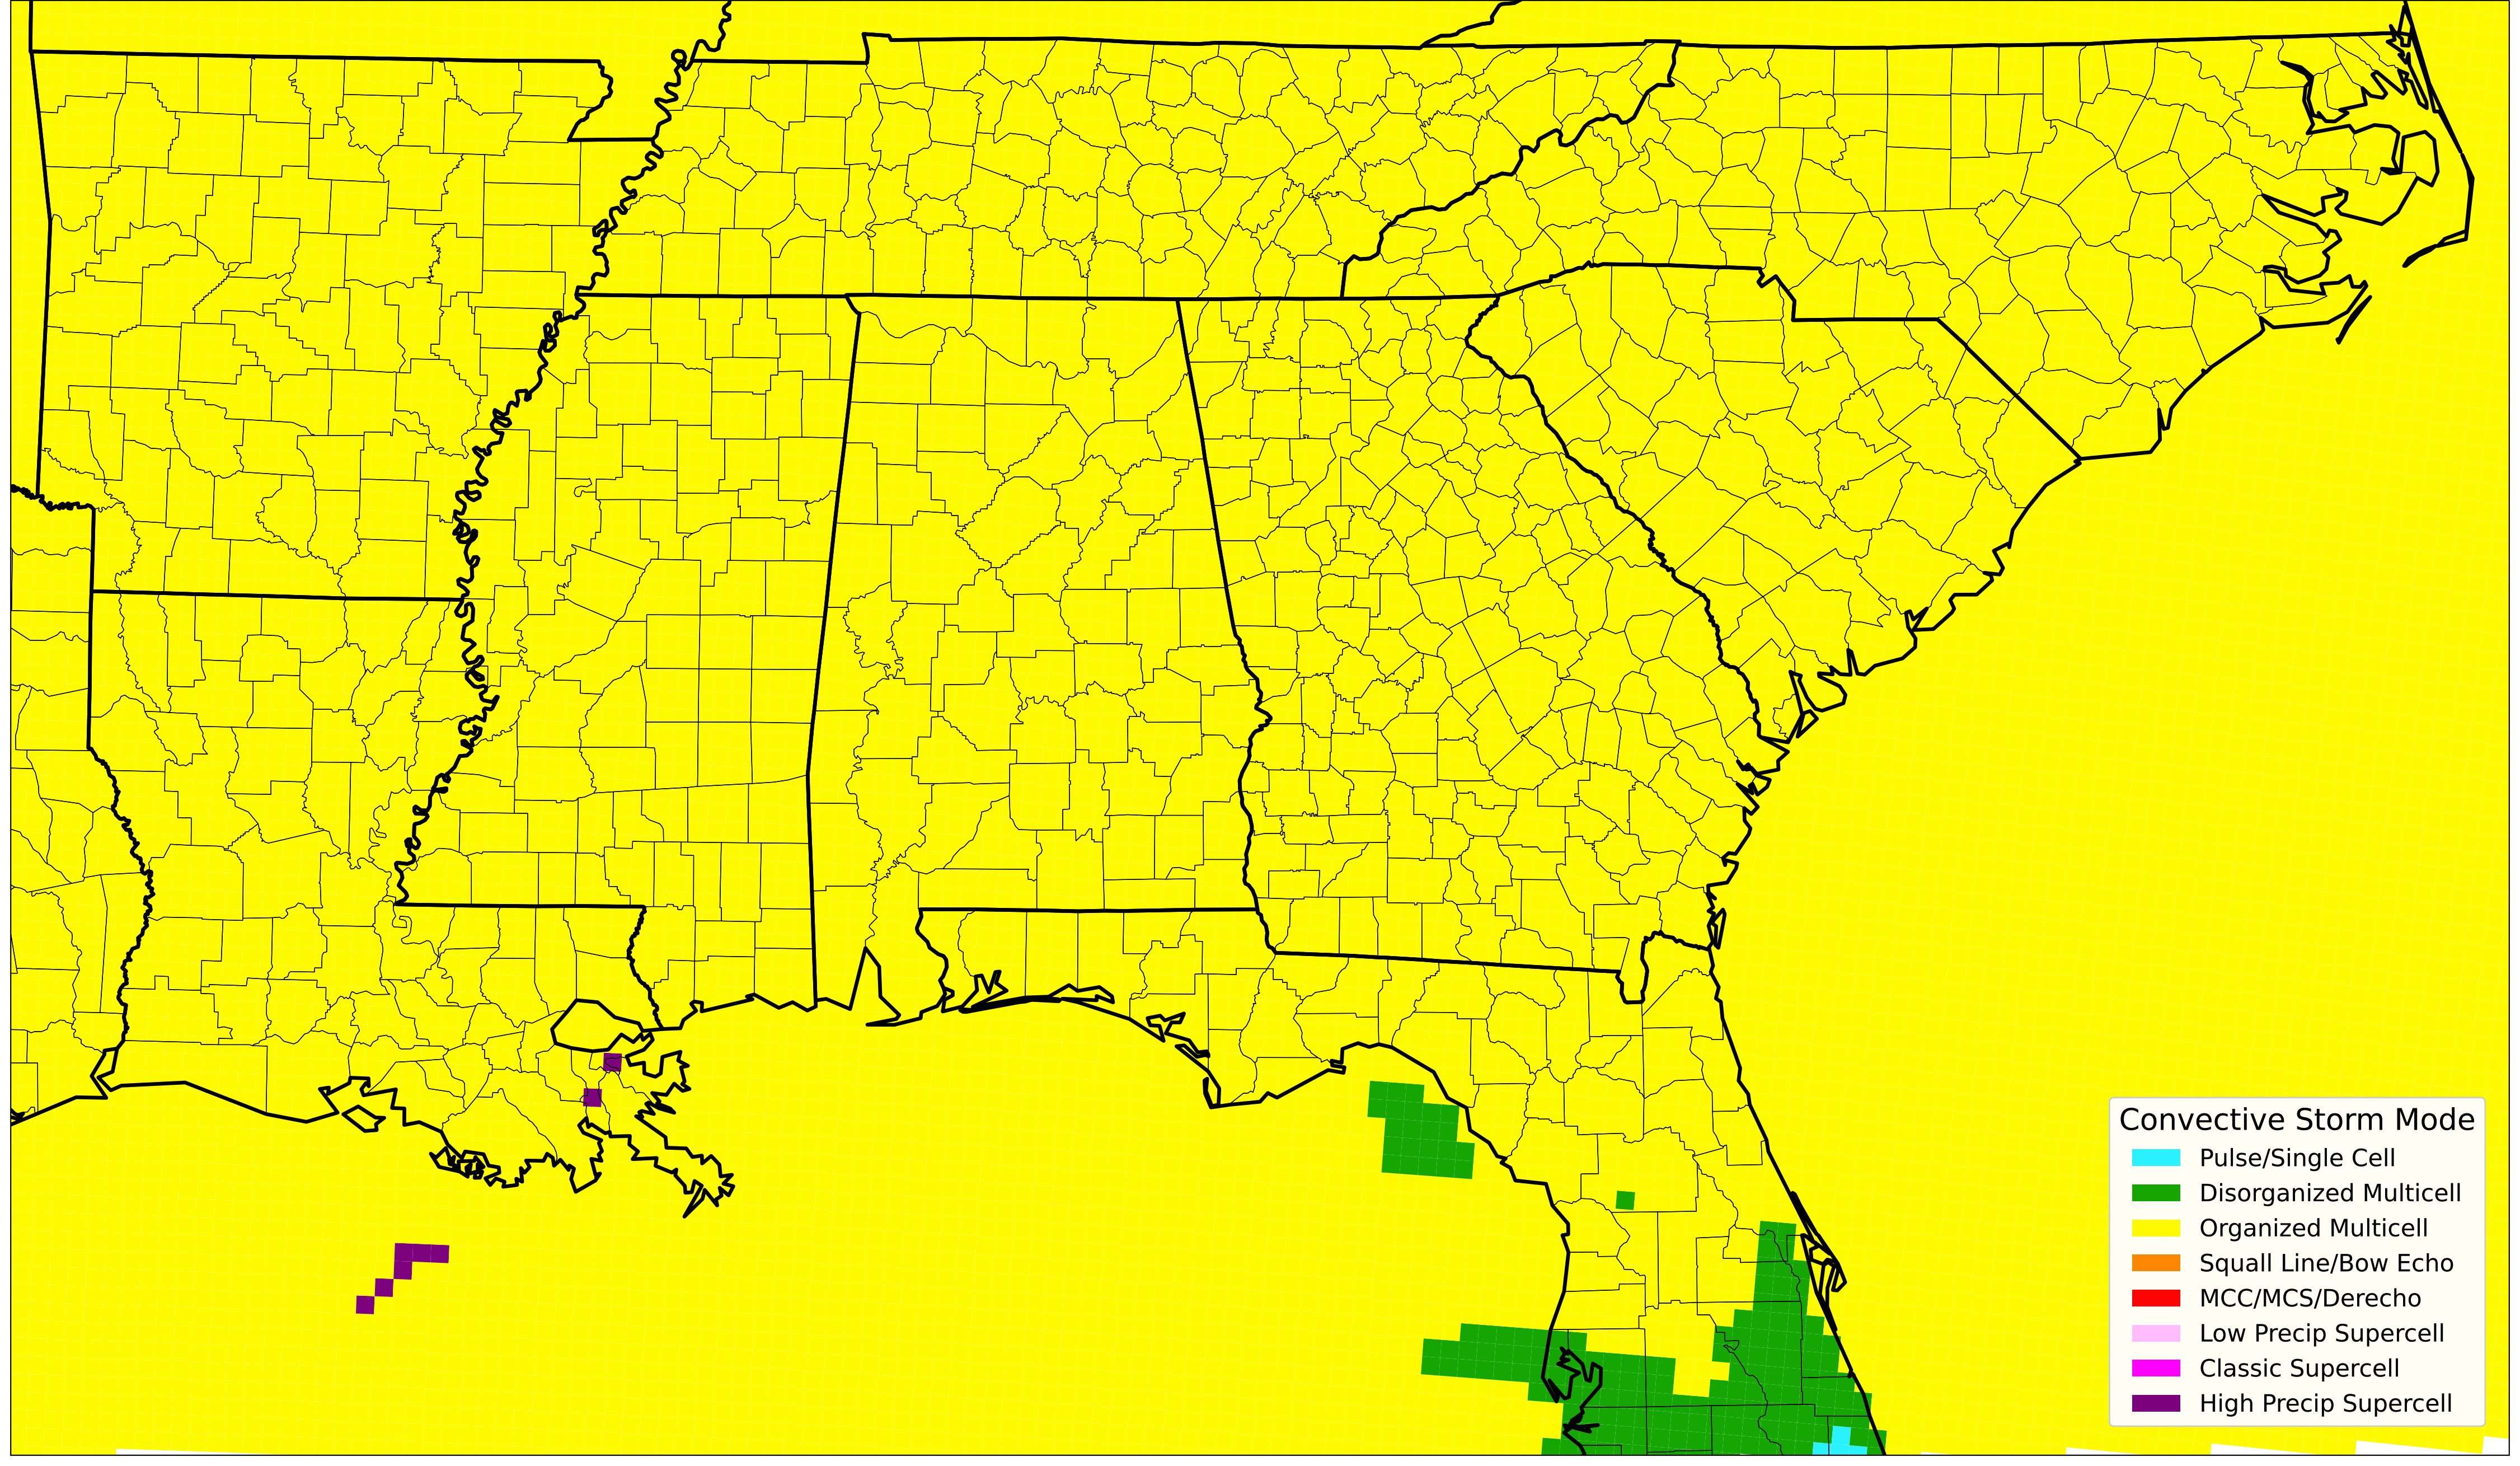 Convective Storm Mode
Pulse/Single Cell
Disorganized Multicell
Organized Multicell
Squall Line/Bow Echo
MCC/MCS/Derecho
Low Precip Supercell
Classic Supercell
High Precip Supercell